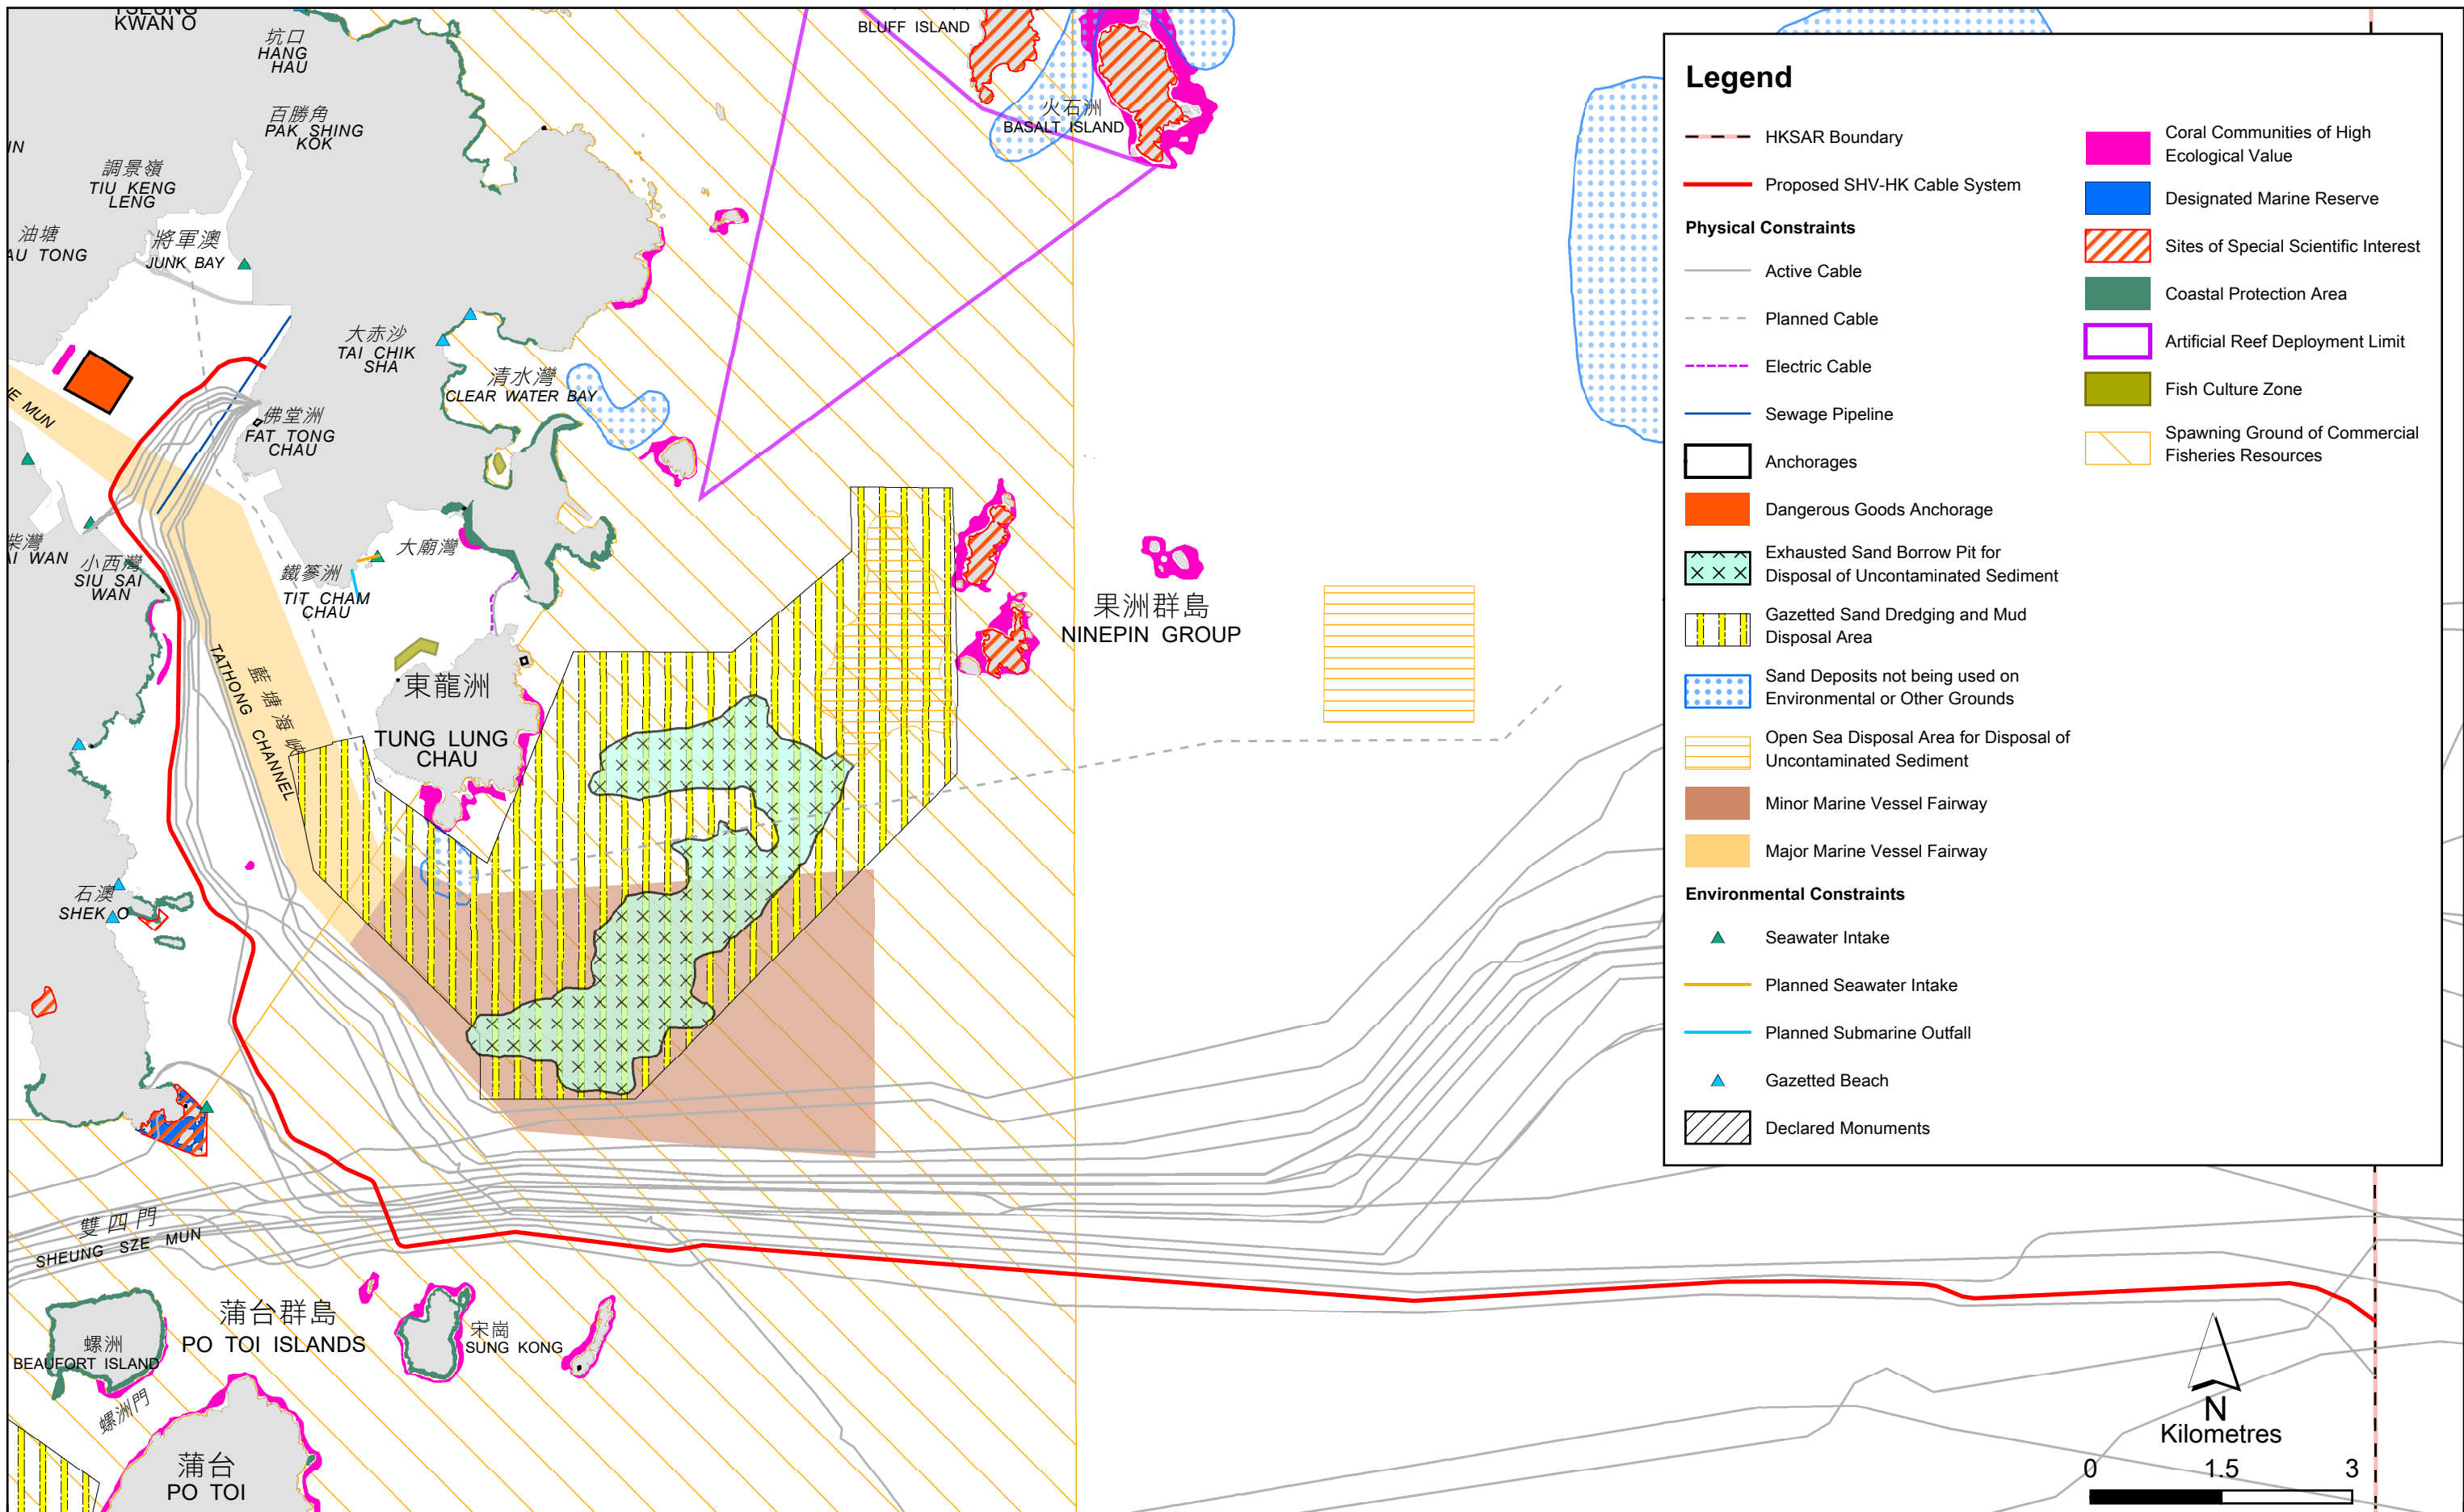 KWAN O
坑口
HANG
HAU
百勝角
PAK SHING
KOK
調景嶺
TIU KENG
LENG
油塘
AU TONG
將軍澳
JUNK BAY
大赤沙
TAI CHIK
SHA
清水灣
CLEAR WATER BAY
佛堂洲
FAT TONG
CHAU
E MUN
柴灣
AI WAN
小西灣
SIU SAI
WAN
大廟灣
鐵篸洲
TIT CHAM
CHAU
藍塘海峽
TATHONG CHANNEL
東龍洲
TUNG LUNG
CHAU
石澳
SHEK O
BLUFF ISLAND
火石洲
BASALT ISLAND
果洲群島
NINEPIN GROUP
雙四門
SHEUNG SZE MUN
蒲台群島
PO TOI ISLANDS
螺洲
BEAUFORT ISLAND
螺洲門
宋崗
SUNG KONG
蒲台
PO TOI
Legend
HKSAR Boundary
Proposed SHV-HK Cable System
Physical Constraints
Active Cable
Planned Cable
Electric Cable
Sewage Pipeline
Anchorages
Dangerous Goods Anchorage
Exhausted Sand Borrow Pit for
Disposal of Uncontaminated Sediment
Gazetted Sand Dredging and Mud
Disposal Area
Sand Deposits not being used on
Environmental or Other Grounds
Open Sea Disposal Area for Disposal of
Uncontaminated Sediment
Minor Marine Vessel Fairway
Major Marine Vessel Fairway
Environmental Constraints
Seawater Intake
Planned Seawater Intake
Planned Submarine Outfall
Gazetted Beach
Declared Monuments
Coral Communities of High
Ecological Value
Designated Marine Reserve
Sites of Special Scientific Interest
Coastal Protection Area
Artificial Reef Deployment Limit
Fish Culture Zone
Spawning Ground of Commercial
Fisheries Resources
N
Kilometres
0 1.5 3